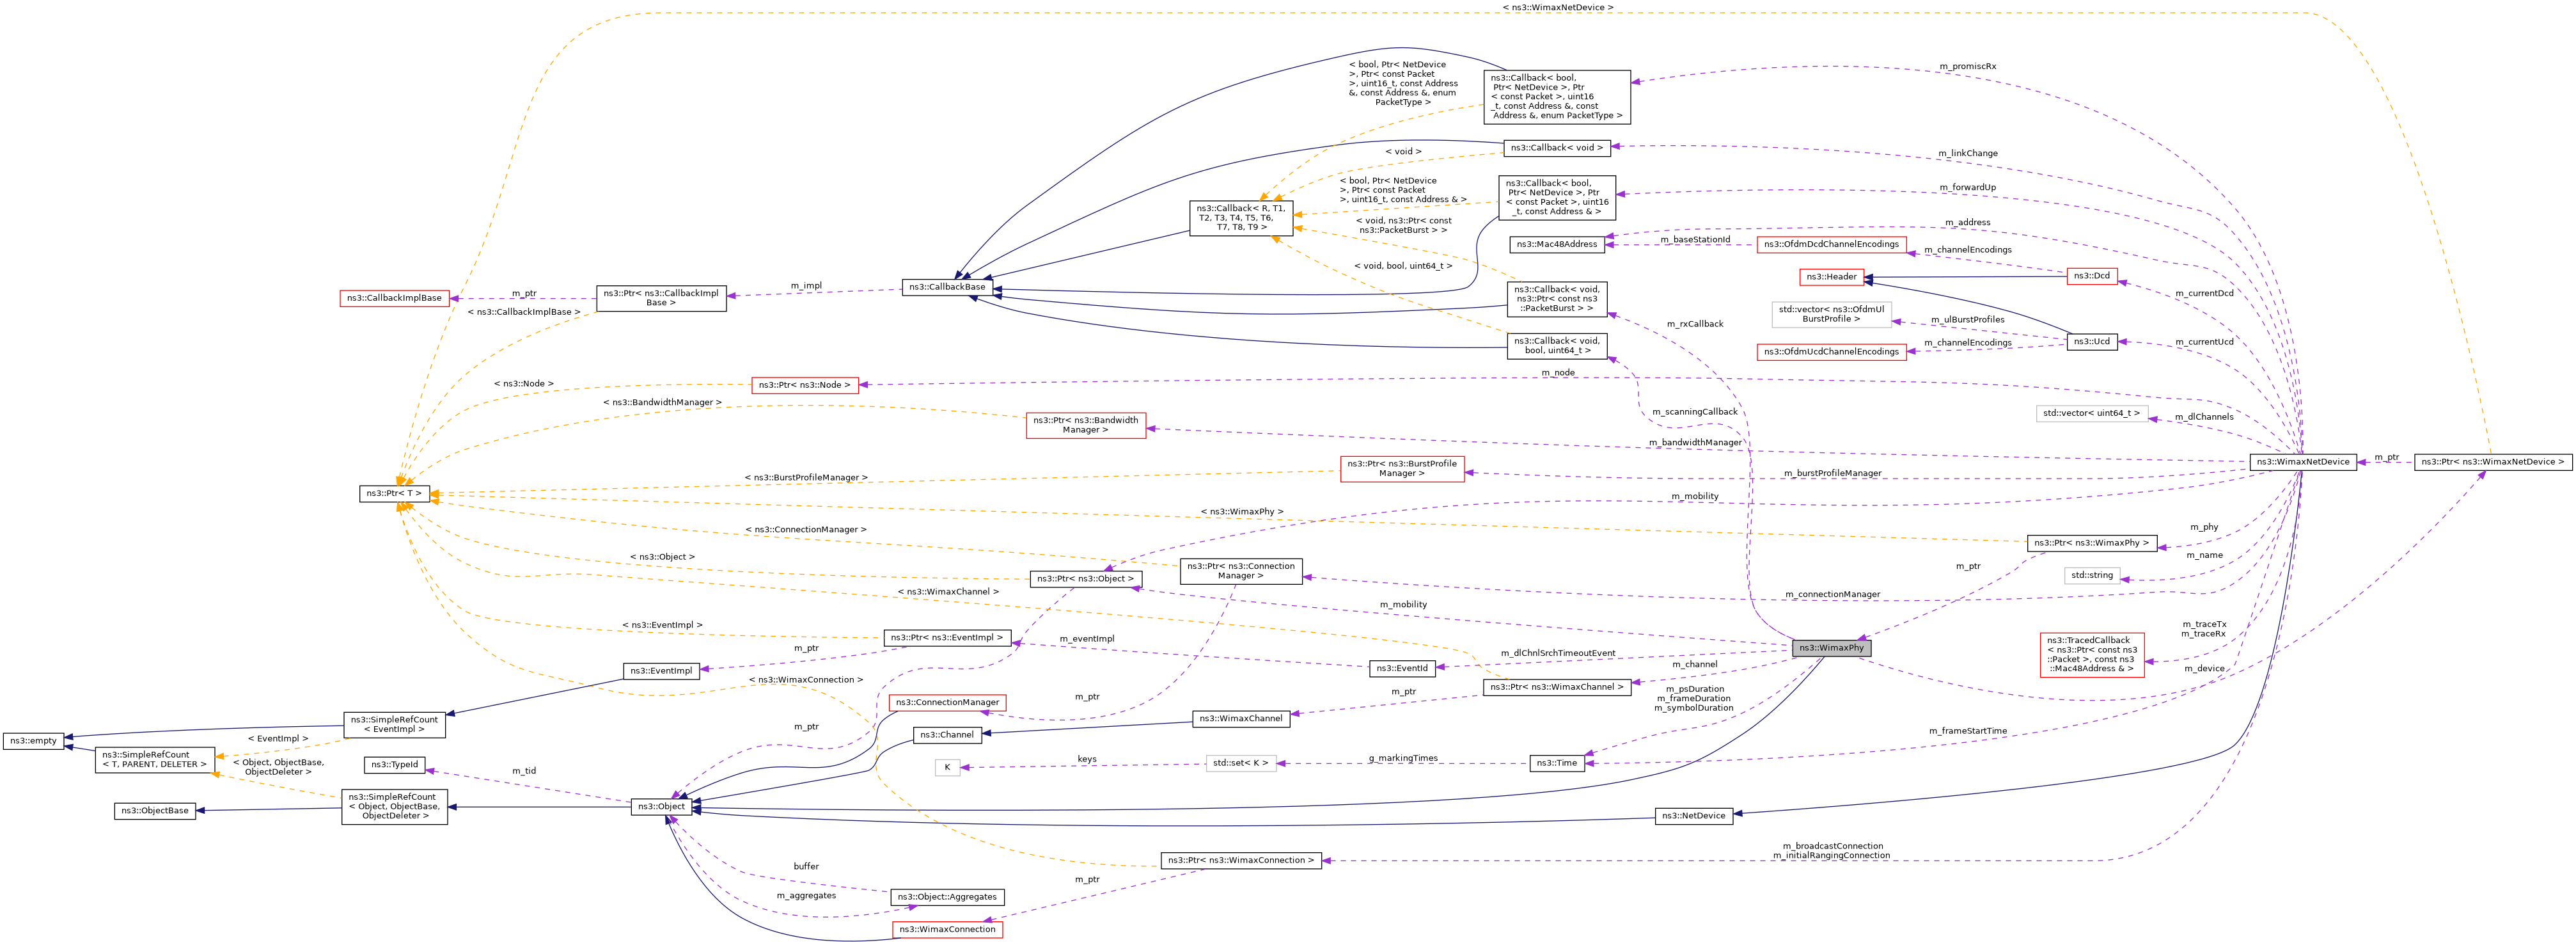 < ns3::WimaxNetDevice >
< bool, Ptr< NetDevice
>, Ptr< const Packet
>, uint16_t, const Address
&, const Address &, enum
PacketType >
ns3::Callback< bool,
Ptr< NetDevice >, Ptr
< const Packet >, uint16
_t, const Address &, const
Address &, enum PacketType >
m_promiscRx
< void >
ns3::Callback< void >
m_linkChange
< bool, Ptr< NetDevice
>, Ptr< const Packet
>, uint16_t, const Address & >
ns3::Callback< bool,
Ptr< NetDevice >, Ptr
< const Packet >, uint16
_t, const Address & >
m_forwardUp
ns3::Callback< R, T1,
T2, T3, T4, T5, T6,
T7, T8, T9 >
< void, ns3::Ptr< const
ns3::PacketBurst > >
m_address
ns3::Mac48Address
m_baseStationId
ns3::OfdmDcdChannelEncodings
m_channelEncodings
< void, bool, uint64_t >
ns3::Header
ns3::Dcd
ns3::CallbackImplBase
m_ptr
ns3::Ptr< ns3::CallbackImpl
Base >
m_impl
ns3::CallbackBase
ns3::Callback< void,
ns3::Ptr< const ns3
::PacketBurst > >
m_currentDcd
< ns3::CallbackImplBase >
std::vector< ns3::OfdmUl
BurstProfile >
m_ulBurstProfiles
m_rxCallback
ns3::Callback< void,
bool, uint64_t >
ns3::OfdmUcdChannelEncodings
m_channelEncodings
ns3::Ucd
m_currentUcd
< ns3::Node >
ns3::Ptr< ns3::Node >
m_node
< ns3::BandwidthManager >
ns3::Ptr< ns3::Bandwidth
Manager >
m_scanningCallback
std::vector< uint64_t >
m_dlChannels
m_bandwidthManager
ns3::WimaxNetDevice
m_ptr
ns3::Ptr< ns3::WimaxNetDevice >
< ns3::BurstProfileManager >
ns3::Ptr< ns3::BurstProfile
Manager >
m_burstProfileManager
ns3::Ptr< T >
m_mobility
< ns3::WimaxPhy >
< ns3::ConnectionManager >
m_phy
ns3::Ptr< ns3::WimaxPhy >
< ns3::Object >
m_name
ns3::Ptr< ns3::Object >
ns3::Ptr< ns3::Connection
Manager >
m_ptr
std::string
< ns3::WimaxChannel >
m_connectionManager
m_mobility
< ns3::EventImpl >
ns3::Ptr< ns3::EventImpl >
m_eventImpl
m_traceTx
m_traceRx
m_ptr
ns3::WimaxPhy
ns3::TracedCallback
< ns3::Ptr< const ns3
::Packet >, const ns3
::Mac48Address & >
m_dlChnlSrchTimeoutEvent
ns3::EventImpl
ns3::EventId
m_channel
m_device
< ns3::WimaxConnection >
ns3::Ptr< ns3::WimaxChannel >
m_ptr
m_ptr
m_psDuration
m_frameDuration
m_symbolDuration
ns3::ConnectionManager
ns3::SimpleRefCount
< EventImpl >
ns3::WimaxChannel
m_ptr
ns3::Channel
m_frameStartTime
ns3::empty
< EventImpl >
ns3::SimpleRefCount
< T, PARENT, DELETER >
< Object, ObjectBase,
ObjectDeleter >
ns3::TypeId
m_tid
K
keys
std::set< K >
g_markingTimes
ns3::Time
ns3::ObjectBase
ns3::SimpleRefCount
< Object, ObjectBase,
ObjectDeleter >
ns3::Object
ns3::NetDevice
m_broadcastConnection
m_initialRangingConnection
ns3::Ptr< ns3::WimaxConnection >
buffer
m_ptr
m_aggregates
ns3::Object::Aggregates
ns3::WimaxConnection